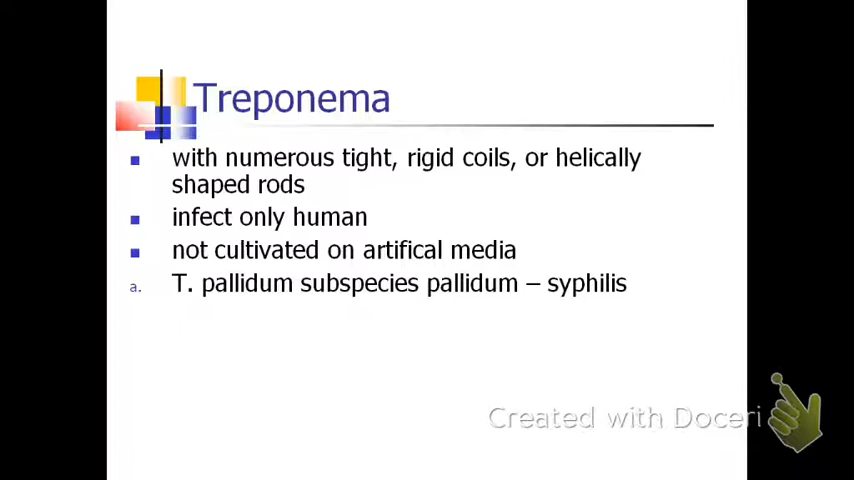 Treponema
with numerous tight, rigid coils, or helically
shaped rods
infect only human
not cultivated on artifical media
a. T. pallidum subspecies pallidum – syphilis
Created with Doceri